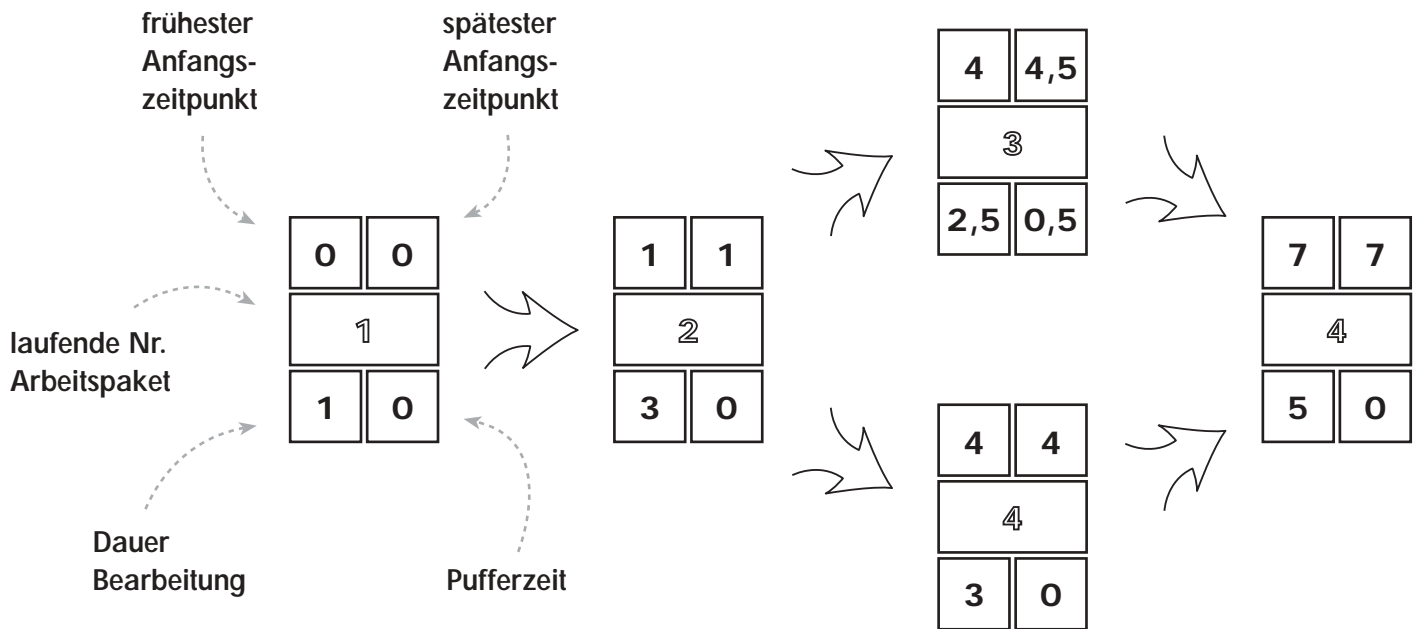 frühester
Anfangs-
zeitpunkt
spätester
Anfangs-
zeitpunkt
laufende Nr.
Arbeitspaket
Dauer
Bearbeitung
Pufferzeit
0 0
1
1 0
1 1
2
3 0
4 4,5
3
2,5 0,5
4 4
4
3 0
7 7
4
5 0